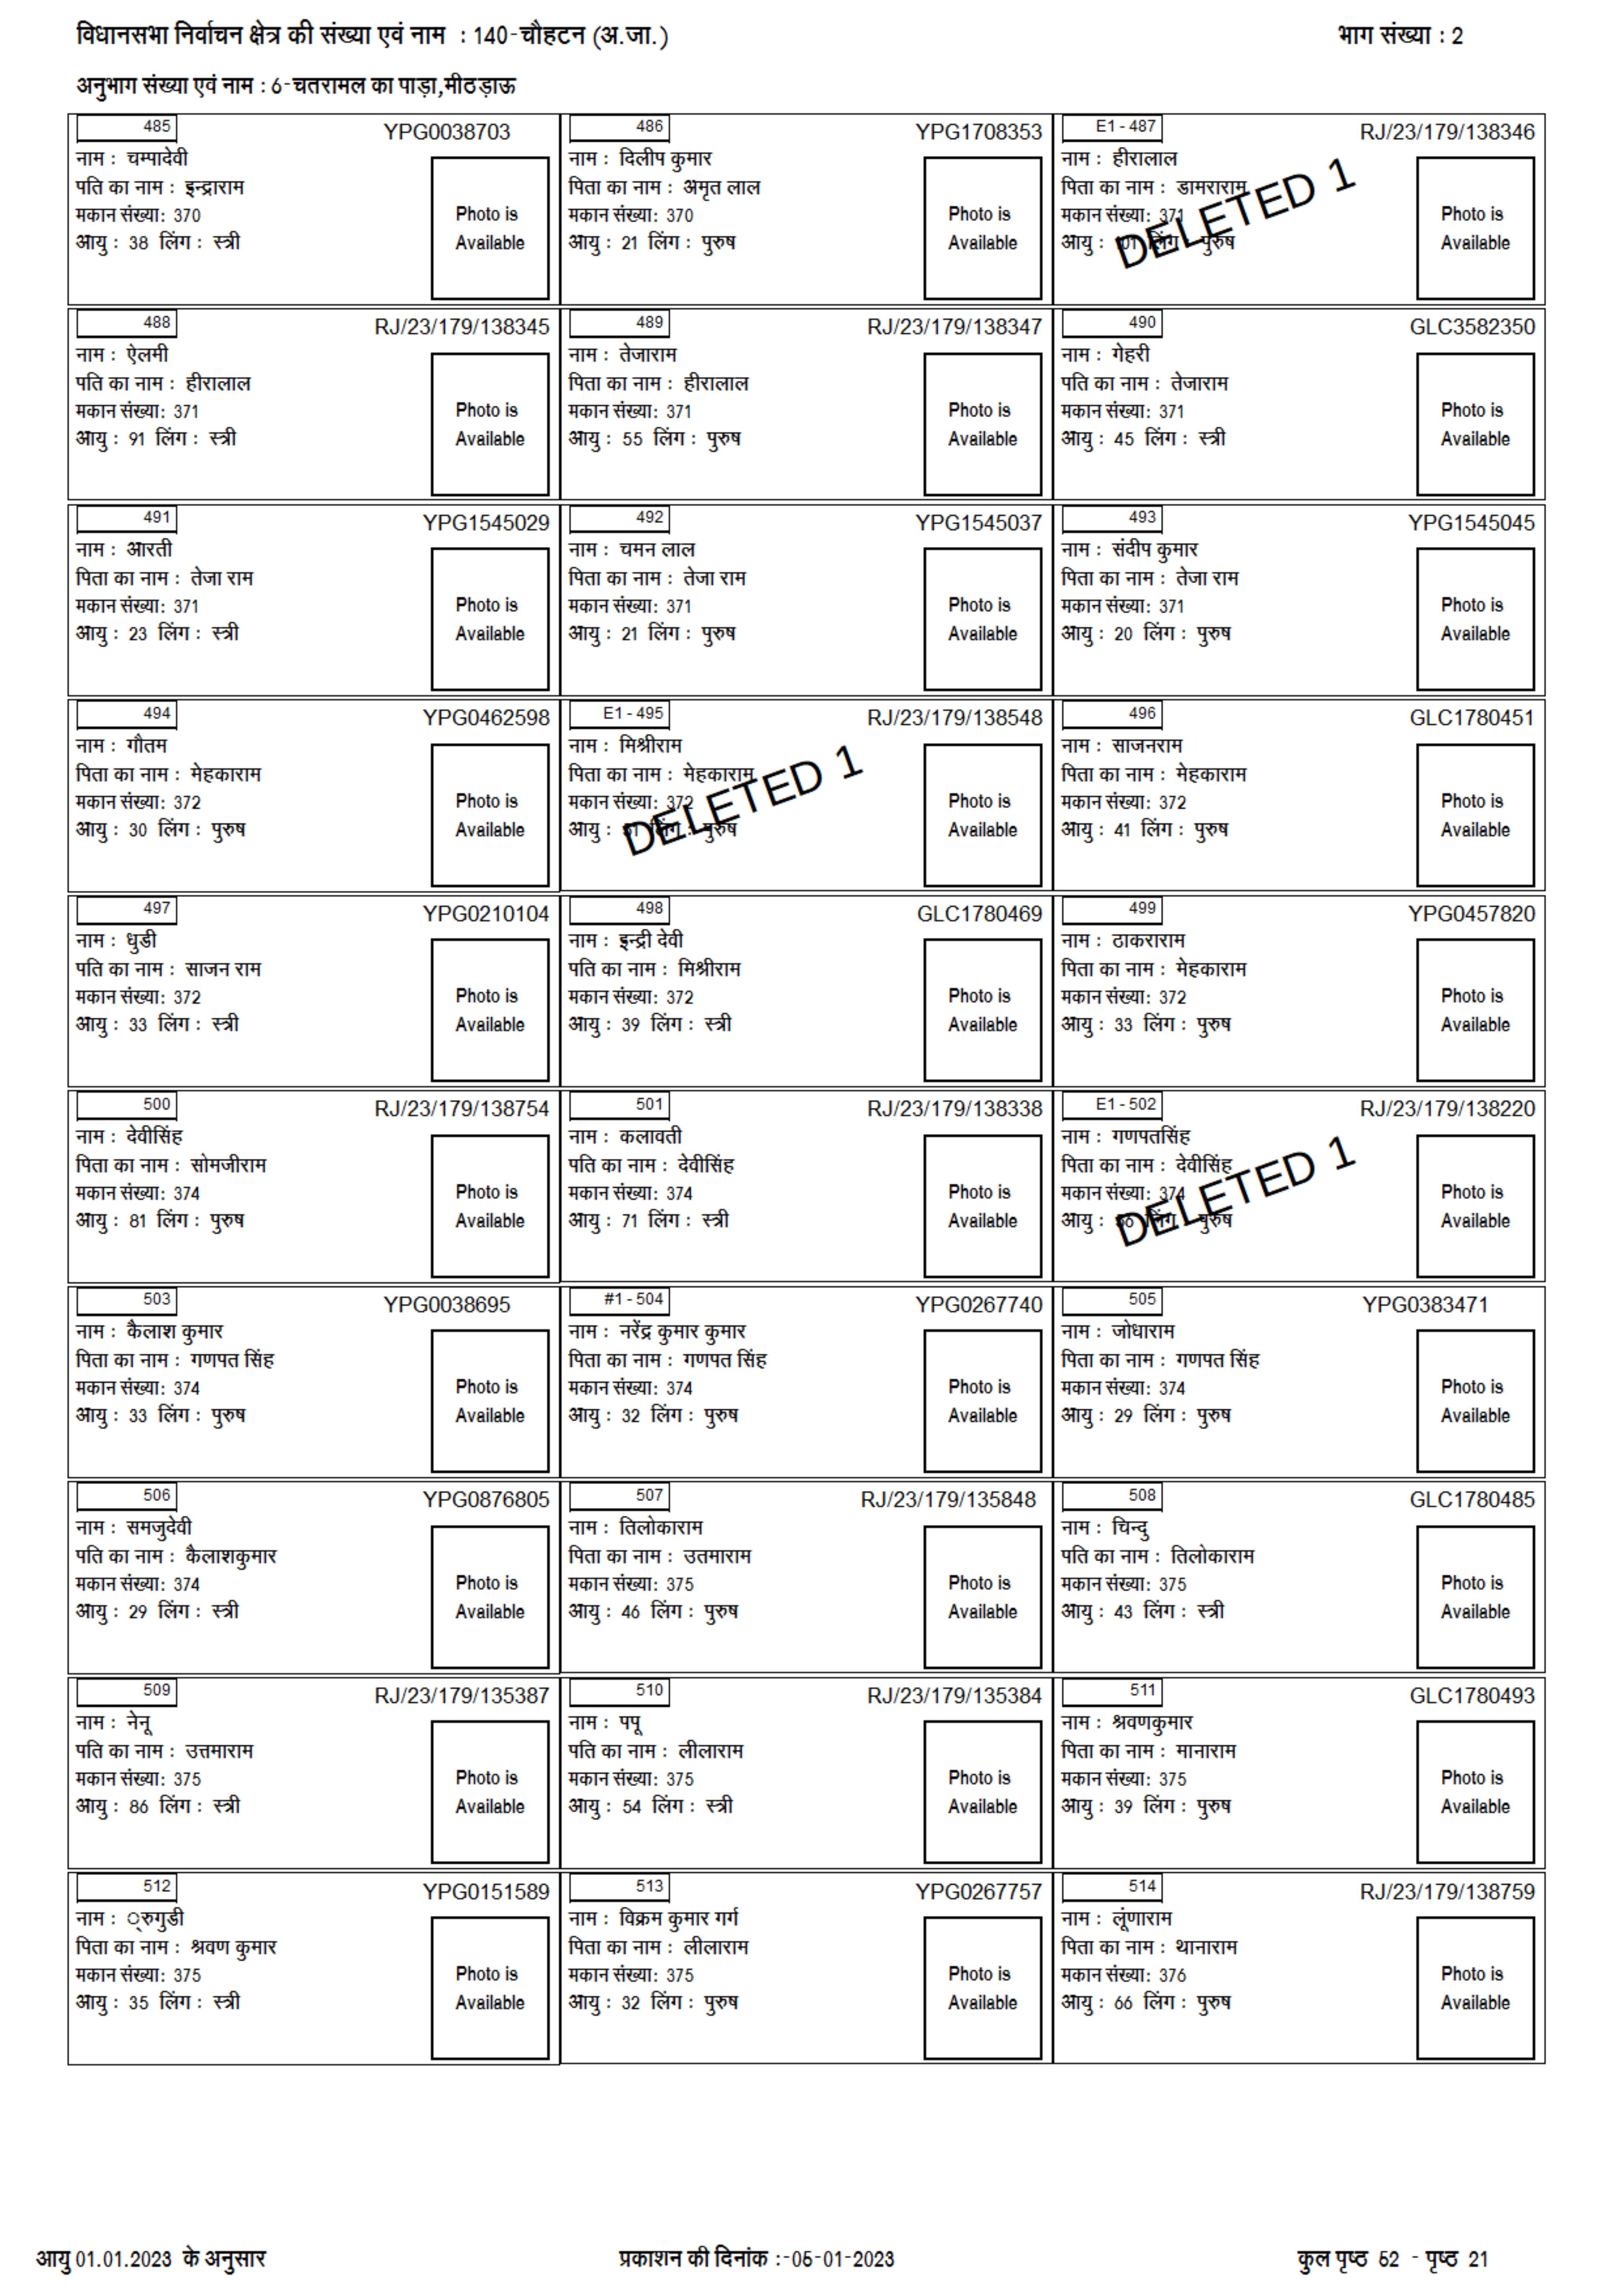 विधानसभा निर्वाचन क्षेत्र की संख्या एवं नाम : 140-चौहटन (अ.जा.)
भाग संख्या : 2
अनुभाग संख्या एवं नाम : 6-चतरामल का पाड़ा,मीठड़ाऊ
485 YPG0038703
नाम : चम्पादेवी
पति का नाम : इन्द्राराम
मकान संख्या: 370
आयु : 38 लिंग : स्त्री
Photo is
Available
486 YPG1708353
नाम : दिलीप कुमार
पिता का नाम : अमृत लाल
मकान संख्या: 370
आयु : 21 लिंग : पुरुष
Photo is
Available
E1 - 487 RJ/23/179/138346
नाम : हीरालाल
पिता का नाम : डामराराम
मकान संख्या: 371
आयु : लिंग : पुरुष
DELETED 1
Photo is
Available
488 RJ/23/179/138345
नाम : ऐलमी
पति का नाम : हीरालाल
मकान संख्या: 371
आयु : 91 लिंग : स्त्री
Photo is
Available
489 RJ/23/179/138347
नाम : तेजाराम
पिता का नाम : हीरालाल
मकान संख्या: 371
आयु : 55 लिंग : पुरुष
Photo is
Available
490 GLC3582350
नाम : गेहरी
पति का नाम : तेजाराम
मकान संख्या: 371
आयु : 45 लिंग : स्त्री
Photo is
Available
491 YPG1545029
नाम : आरती
पिता का नाम : तेजा राम
मकान संख्या: 371
आयु : 23 लिंग : स्त्री
Photo is
Available
492 YPG1545037
नाम : चमन लाल
पिता का नाम : तेजा राम
मकान संख्या: 371
आयु : 21 लिंग : पुरुष
Photo is
Available
493 YPG1545045
नाम : संदीप कुमार
पिता का नाम : तेजा राम
मकान संख्या: 371
आयु : 20 लिंग : पुरुष
Photo is
Available
494 YPG0462598
नाम : गौतम
पिता का नाम : मेहकाराम
मकान संख्या: 372
आयु : 30 लिंग : पुरुष
Photo is
Available
E1 - 495 RJ/23/179/138548
नाम : मिश्रीराम
पिता का नाम : मेहकाराम
मकान संख्या: 372
आयु : लिंग : पुरुष
DELETED 1
Photo is
Available
496 GLC1780451
नाम : साजनराम
पिता का नाम : मेहकाराम
मकान संख्या: 372
आयु : 41 लिंग : पुरुष
Photo is
Available
497 YPG0210104
नाम : धुडी
पति का नाम : साजन राम
मकान संख्या: 372
आयु : 33 लिंग : स्त्री
Photo is
Available
498 GLC1780469
नाम : इन्द्री देवी
पति का नाम : मिश्रीराम
मकान संख्या: 372
आयु : 39 लिंग : स्त्री
Photo is
Available
499 YPG0457820
नाम : ठाकराराम
पिता का नाम : मेहकाराम
मकान संख्या: 372
आयु : 33 लिंग : पुरुष
Photo is
Available
500 RJ/23/179/138754
नाम : देवीसिंह
पिता का नाम : सोमजीराम
मकान संख्या: 374
आयु : 81 लिंग : पुरुष
Photo is
Available
501 RJ/23/179/138338
नाम : कलावती
पति का नाम : देवीसिंह
मकान संख्या: 374
आयु : 71 लिंग : स्त्री
Photo is
Available
E1 - 502 RJ/23/179/138220
नाम : गणपतसिंह
पिता का नाम : देवीसिंह
मकान संख्या: 374
आयु : लिंग : पुरुष
DELETED 1
Photo is
Available
503 YPG0038695
नाम : कैलाश कुमार
पिता का नाम : गणपत सिंह
मकान संख्या: 374
आयु : 33 लिंग : पुरुष
Photo is
Available
#1 - 504 YPG0267740
नाम : नरेंद्र कुमार कुमार
पिता का नाम : गणपत सिंह
मकान संख्या: 374
आयु : 32 लिंग : पुरुष
Photo is
Available
505 YPG0383471
नाम : जोधाराम
पिता का नाम : गणपत सिंह
मकान संख्या: 374
आयु : 29 लिंग : पुरुष
Photo is
Available
506 YPG0876805
नाम : समजुदेवी
पति का नाम : कैलाशकुमार
मकान संख्या: 374
आयु : 29 लिंग : स्त्री
Photo is
Available
507 RJ/23/179/135848
नाम : तिलोकाराम
पिता का नाम : उतमाराम
मकान संख्या: 375
आयु : 46 लिंग : पुरुष
Photo is
Available
508 GLC1780485
नाम : चिन्दु
पति का नाम : तिलोकाराम
मकान संख्या: 375
आयु : 43 लिंग : स्त्री
Photo is
Available
509 RJ/23/179/135387
नाम : नेनू
पति का नाम : उत्तमाराम
मकान संख्या: 375
आयु : 86 लिंग : स्त्री
Photo is
Available
510 RJ/23/179/135384
नाम : पपू
पति का नाम : लीलाराम
मकान संख्या: 375
आयु : 54 लिंग : स्त्री
Photo is
Available
511 GLC1780493
नाम : श्रवणकुमार
पिता का नाम : मानाराम
मकान संख्या: 375
आयु : 39 लिंग : पुरुष
Photo is
Available
512 YPG0151589
नाम : ्रुगुडी
पिता का नाम : श्रवण कुमार
मकान संख्या: 375
आयु : 35 लिंग : स्त्री
Photo is
Available
513 YPG0267757
नाम : विक्रम कुमार गर्ग
पिता का नाम : लीलाराम
मकान संख्या: 375
आयु : 32 लिंग : पुरुष
Photo is
Available
514 RJ/23/179/138759
नाम : लूंणाराम
पिता का नाम : थानाराम
मकान संख्या: 376
आयु : 66 लिंग : पुरुष
Photo is
Available
आयु 01.01.2023 के अनुसार
प्रकाशन की दिनांक :-05-01-2023
कुल पृष्ठ 52 - पृष्ठ 21